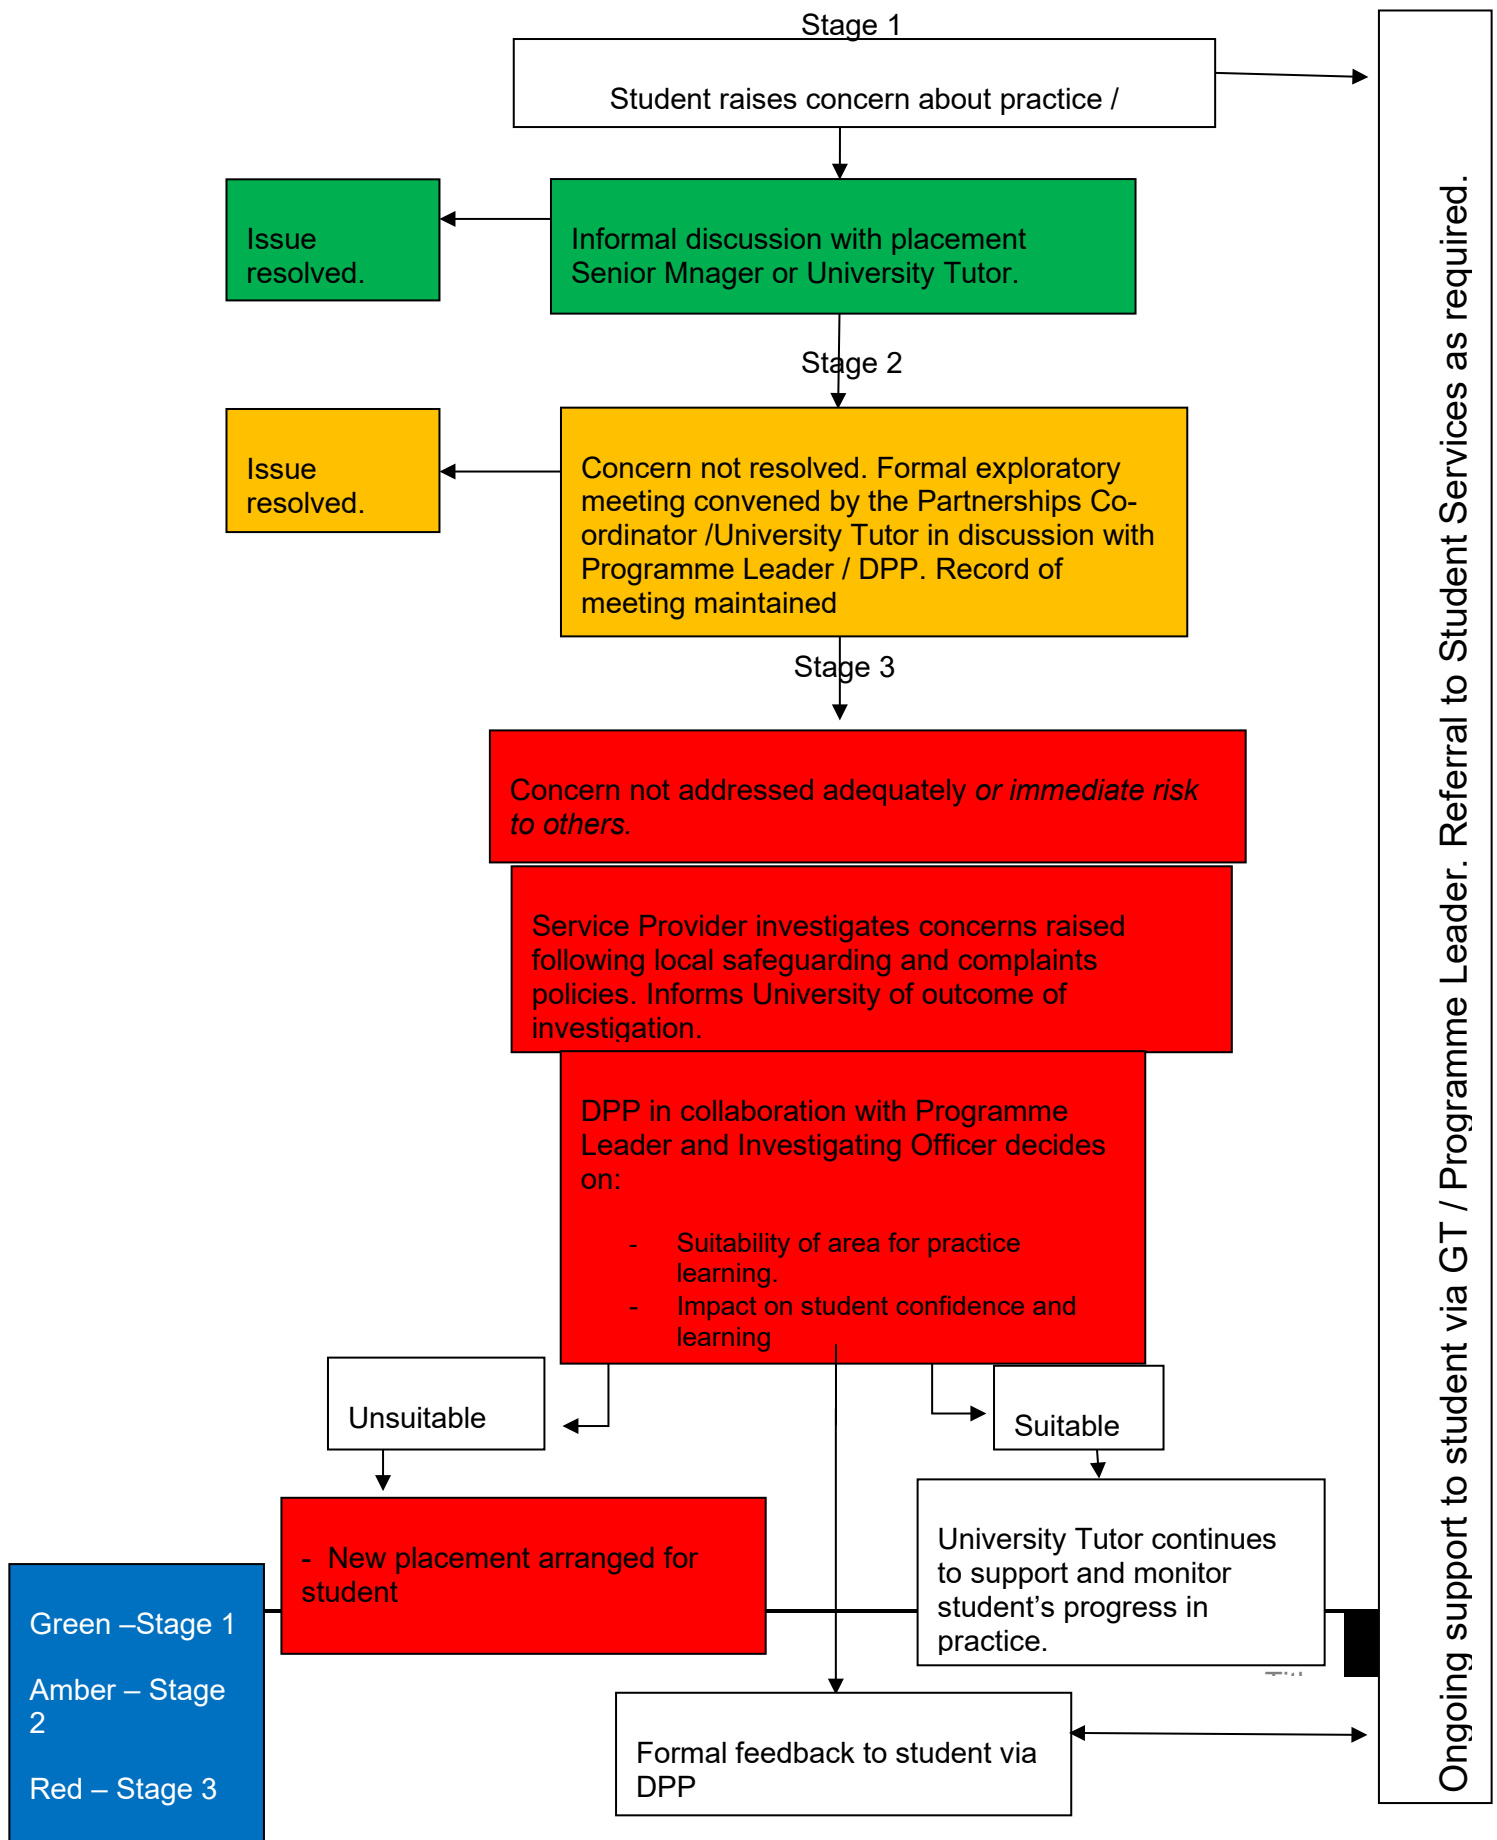 Stage 1
Student raises concern about practice /
Issue
resolved.
Informal discussion with placement
Senior Mnager or University Tutor.
Stage 2
Issue
resolved.
Concern not resolved. Formal exploratory
meeting convened by the Partnerships Co-
ordinator /University Tutor in discussion with
Programme Leader / DPP. Record of
meeting maintained
Stage 3
Concern not addressed adequately or immediate risk
to others.
Service Provider investigates concerns raised
following local safeguarding and complaints
policies. Informs University of outcome of
investigation.
DPP in collaboration with Programme
Leader and Investigating Officer decides
on:
- Suitability of area for practice
learning.
- Impact on student confidence and
learning
Unsuitable
Suitable
- New placement arranged for
student
University Tutor continues
to support and monitor
student’s progress in
practice.
Green –Stage 1
Amber – Stage
2
Red – Stage 3
Formal feedback to student via
DPP
Ongoing support to student via GT / Programme Leader. Referral to Student Services as required.